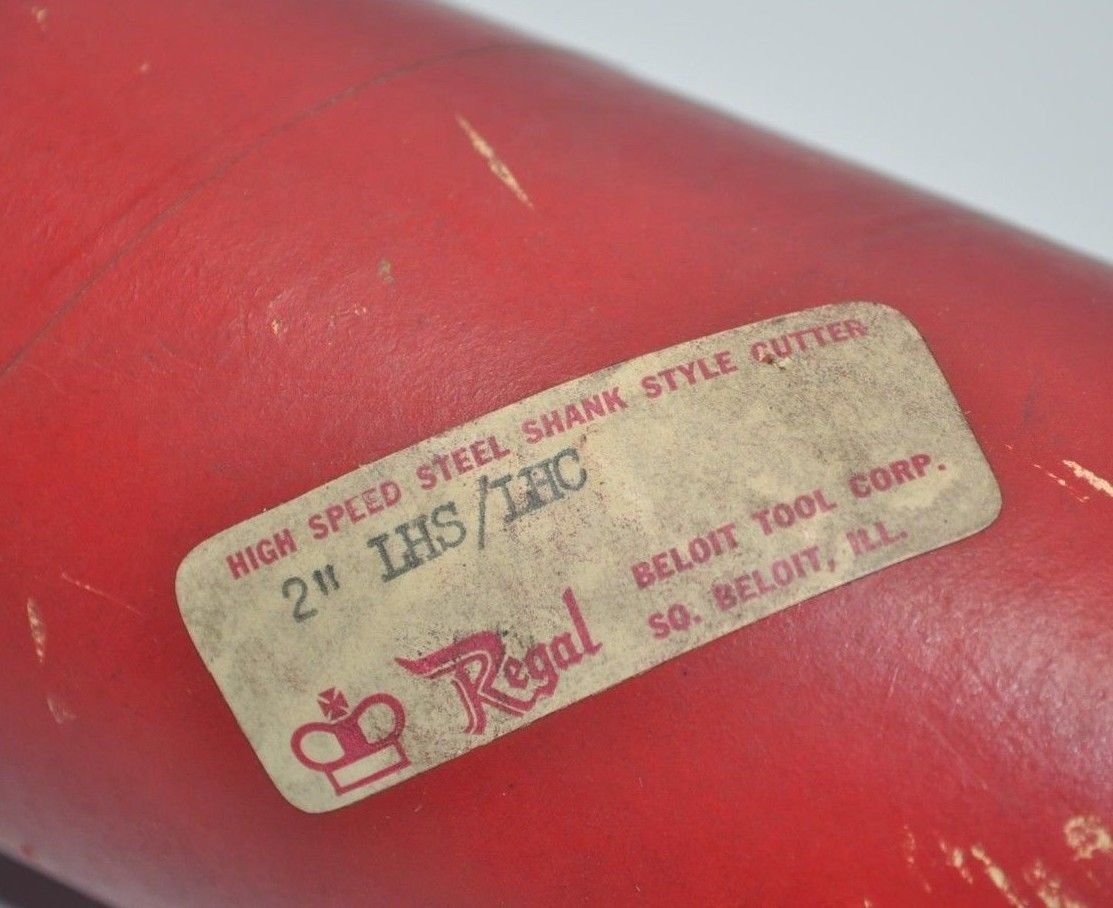 HIGH SPEED STEEL SHANK STYLE CUTTER
2" LHS/LHC
Regal
BELOIT TOOL CORP.
SO. BELOIT, ILL.